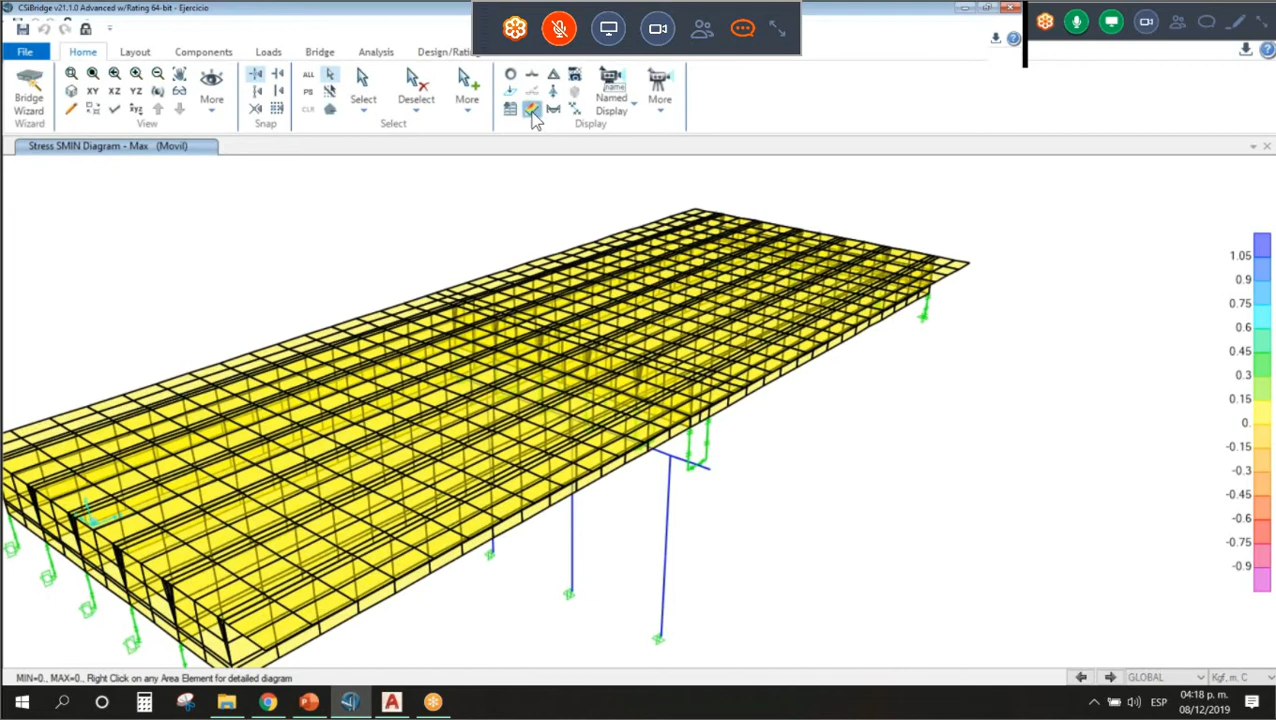 CSiBridge v21.1.0 Advanced w/Rating 64-bit - Ejercicio
File
Home
Layout
Components
Loads
Bridge
Analysis
Design/Rati
Bridge
Wizard
Wizard
XY
XZ
YZ
xyz
More
View
Snap
ALL
PS
CLR
Select
Deselect
More
Select
name
Named
Display
More
Display
Stress SMIN Diagram - Max (Movil)
1.05
0.9
0.75
0.6
0.45
0.3
0.15
0.
-0.15
-0.3
-0.45
-0.6
-0.75
-0.9
MIN=0., MAX=0., Right Click on any Area Element for detailed diagram
GLOBAL
Kgf, m, C
ESP
04:18 p. m.
08/12/2019